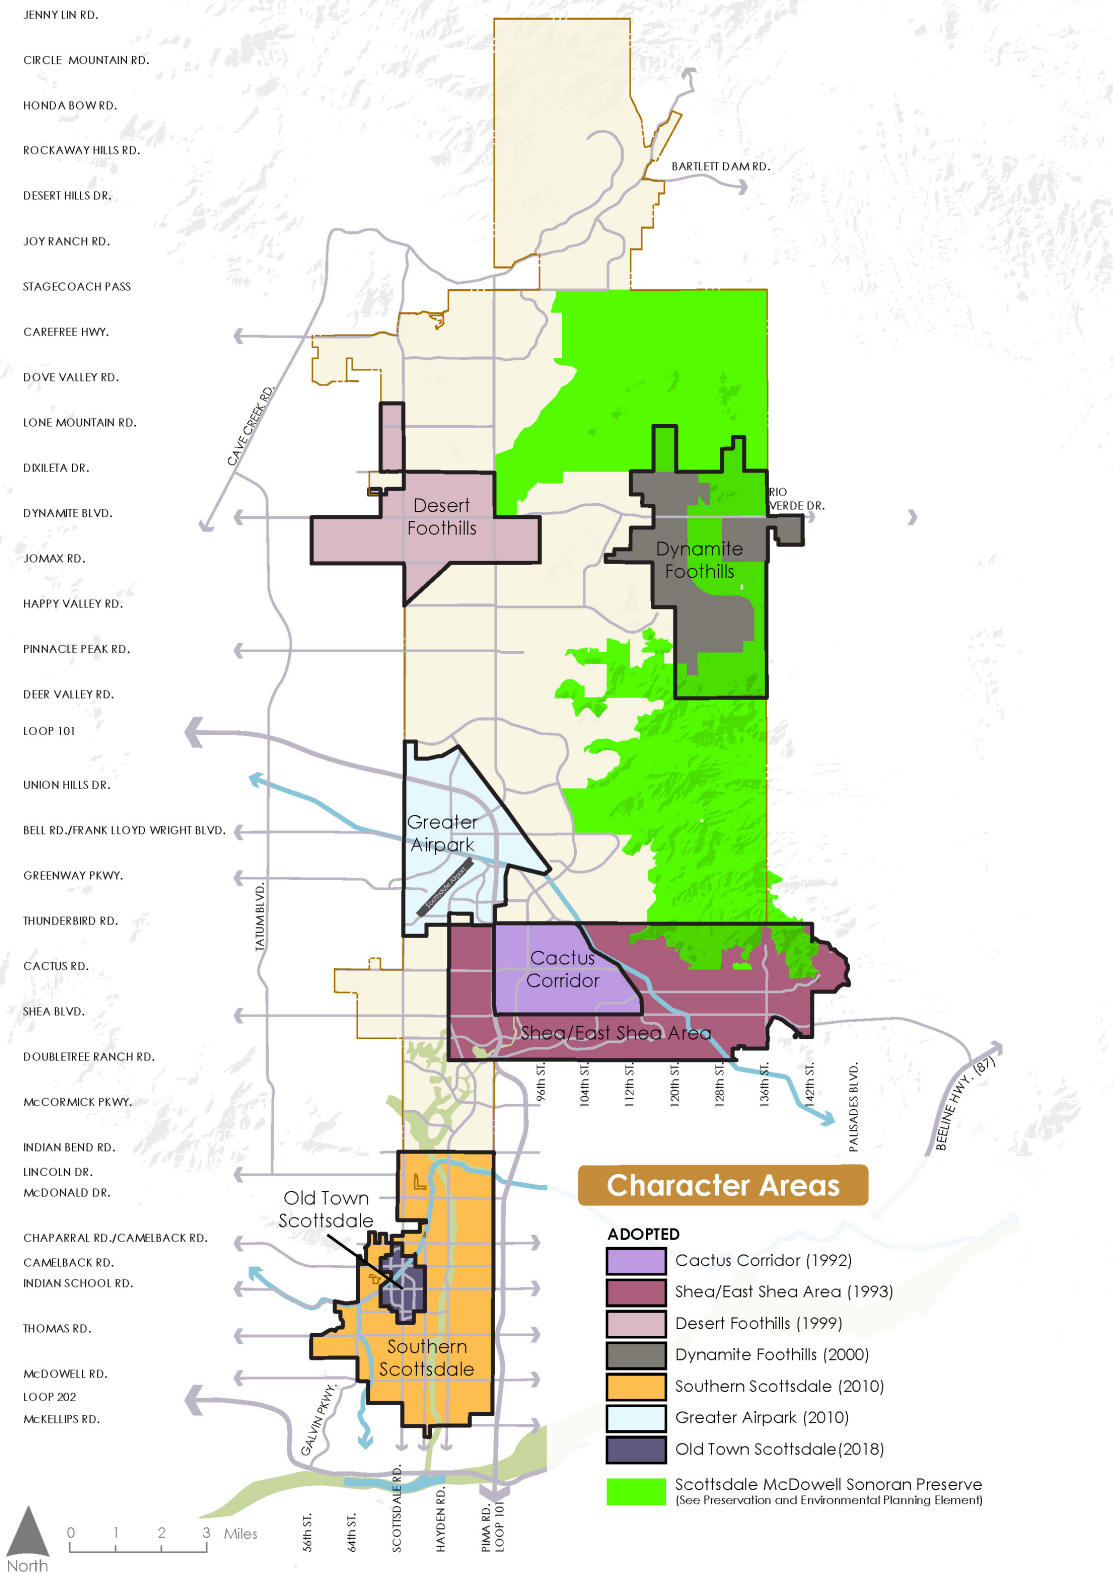 JENNY LIN RD.
CIRCLE MOUNTAIN RD.
HONDA BOW RD.
ROCKAWAY HILLS RD.
BARTLETT DAM RD.
DESERT HILLS DR.
JOY RANCH RD.
STAGECOACH PASS
CAREFREE HWY.
DOVE VALLEY RD.
CAVE CREEK RD.
LONE MOUNTAIN RD.
DIXILETA DR.
RIO
VERDE DR.
Desert
Foothills
DYNAMITE BLVD.
Dynamite
Foothills
JOMAX RD.
HAPPY VALLEY RD.
PINNACLE PEAK RD.
DEER VALLEY RD.
LOOP 101
UNION HILLS DR.
BELL RD./FRANK LLOYD WRIGHT BLVD.
Greater
Airpark
Scottsdale Airport
GREENWAY PKWY.
TATUM BLVD.
THUNDERBIRD RD.
CACTUS RD.
Cactus
Corridor
SHEA BLVD.
Shea/East Shea Area
DOUBLETREE RANCH RD.
96th ST.
104th ST.
112th ST.
120th ST.
128th ST.
136th ST.
142th ST.
PALISADES BLVD.
BEELINE HWY. (87)
McCORMICK PKWY.
INDIAN BEND RD.
LINCOLN DR.
McDONALD DR.
Old Town
Scottsdale
CHAPARRAL RD./CAMELBACK RD.
CAMELBACK RD.
INDIAN SCHOOL RD.
THOMAS RD.
Southern
Scottsdale
McDOWELL RD.
LOOP 202
McKELLIPS RD.
GALVIN PKWY.
56th ST.
64th ST.
SCOTTSDALE RD.
HAYDEN RD.
PIMA RD.
LOOP 101
Character Areas
ADOPTED
Cactus Corridor (1992)
Shea/East Shea Area (1993)
Desert Foothills (1999)
Dynamite Foothills (2000)
Southern Scottsdale (2010)
Greater Airpark (2010)
Old Town Scottsdale(2018)
Scottsdale McDowell Sonoran Preserve
(See Preservation and Environmental Planning Element)
0 1 2 3 Miles
North